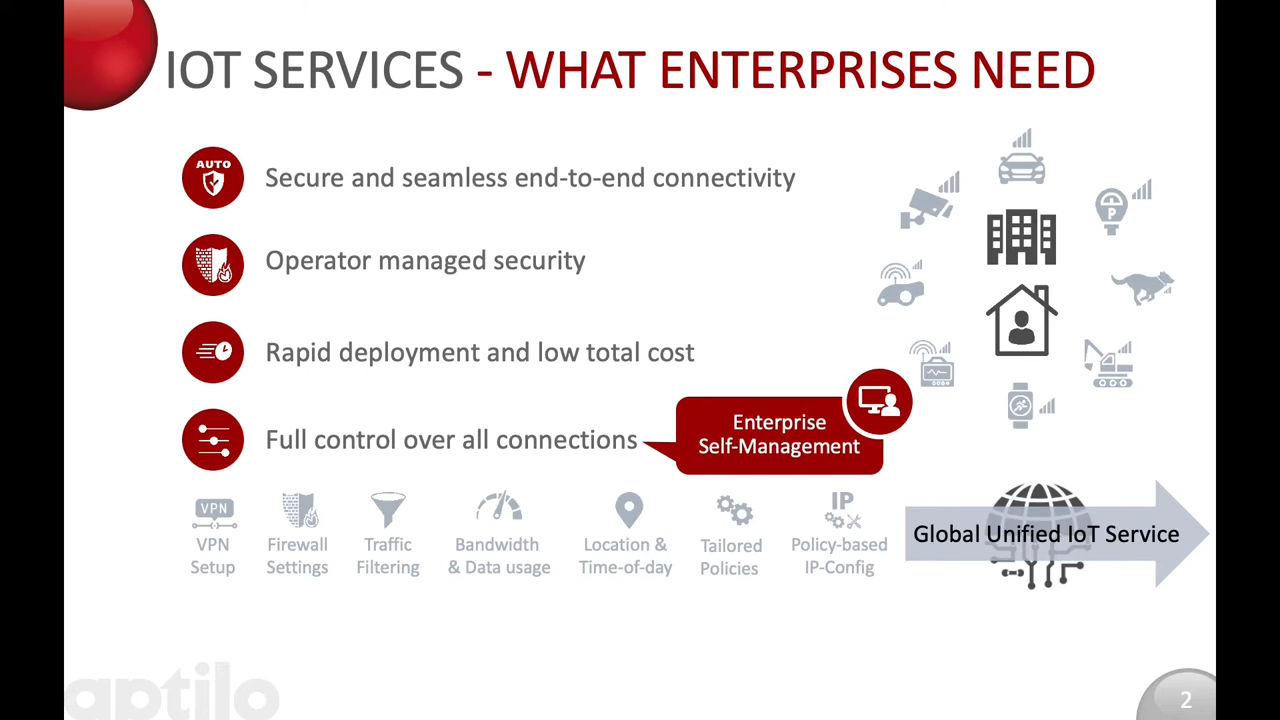 IOT SERVICES - WHAT ENTERPRISES NEED
AUTO
Secure and seamless end-to-end connectivity
P
Operator managed security
Rapid deployment and low total cost
Full control over all connections
Enterprise
Self-Management
VPN
VPN
Setup
Firewall
Settings
Traffic
Filtering
Bandwidth
& Data usage
Location &
Time-of-day
Tailored
Policies
IP
Policy-based
IP-Config
Global Unified IoT Service
aptilo
2